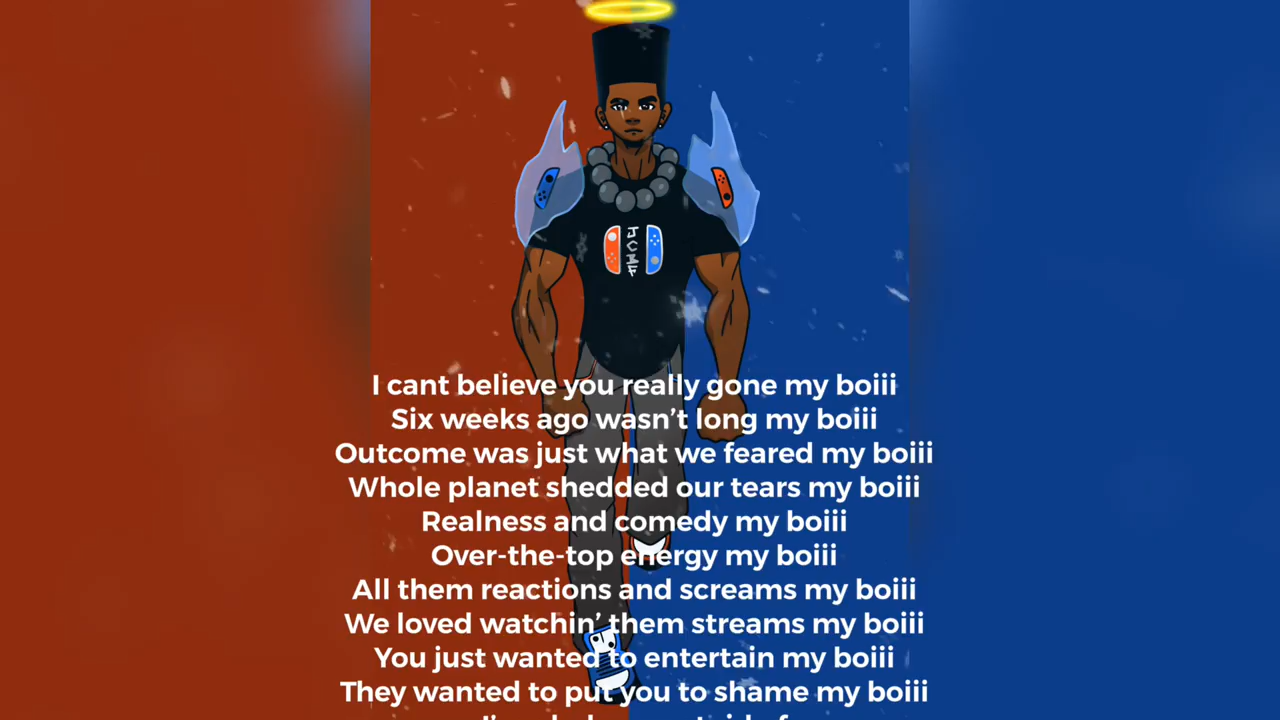 I cant believe you really gone my boiii
Six weeks ago wasn't long my boiii
Outcome was just what we feared my boiii
Whole planet shedded our tears my boiii
Realness and comedy my boiii
Over-the-top energy my boiii
All them reactions and screams my boiii
We loved watchin' them streams my boiii
You just wanted to entertain my boiii
They wanted to put you to shame my boiii